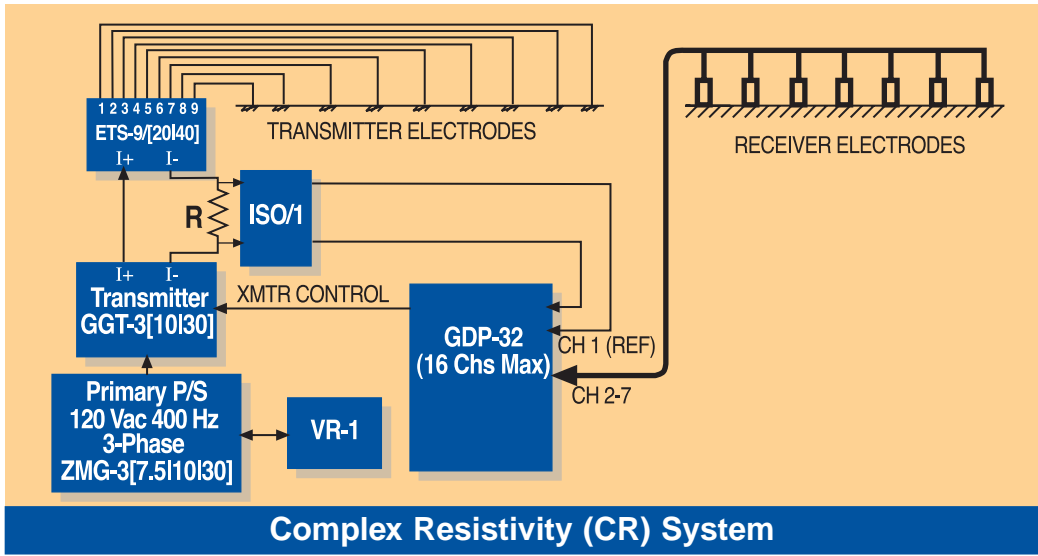 1 2 3 4 5 6 7 8 9
ETS-9/[20|40]
I+ I-
TRANSMITTER ELECTRODES
RECEIVER ELECTRODES
R
ISO/1
I+ I-
Transmitter
GGT-3[10|30]
XMTR CONTROL
GDP-32
(16 Chs Max)
CH 1 (REF)
CH 2-7
Primary P/S
120 Vac 400 Hz
3-Phase
ZMG-3[7.5|10|30]
VR-1
Complex Resistivity (CR) System